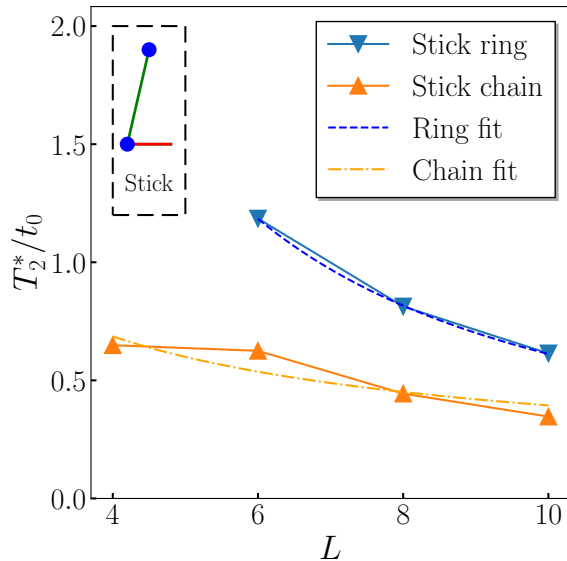 2.0
1.5
1.0
0.5
0.0
4
6
8
10
T₂*/t₀
L
Stick
Stick ring
Stick chain
Ring fit
Chain fit